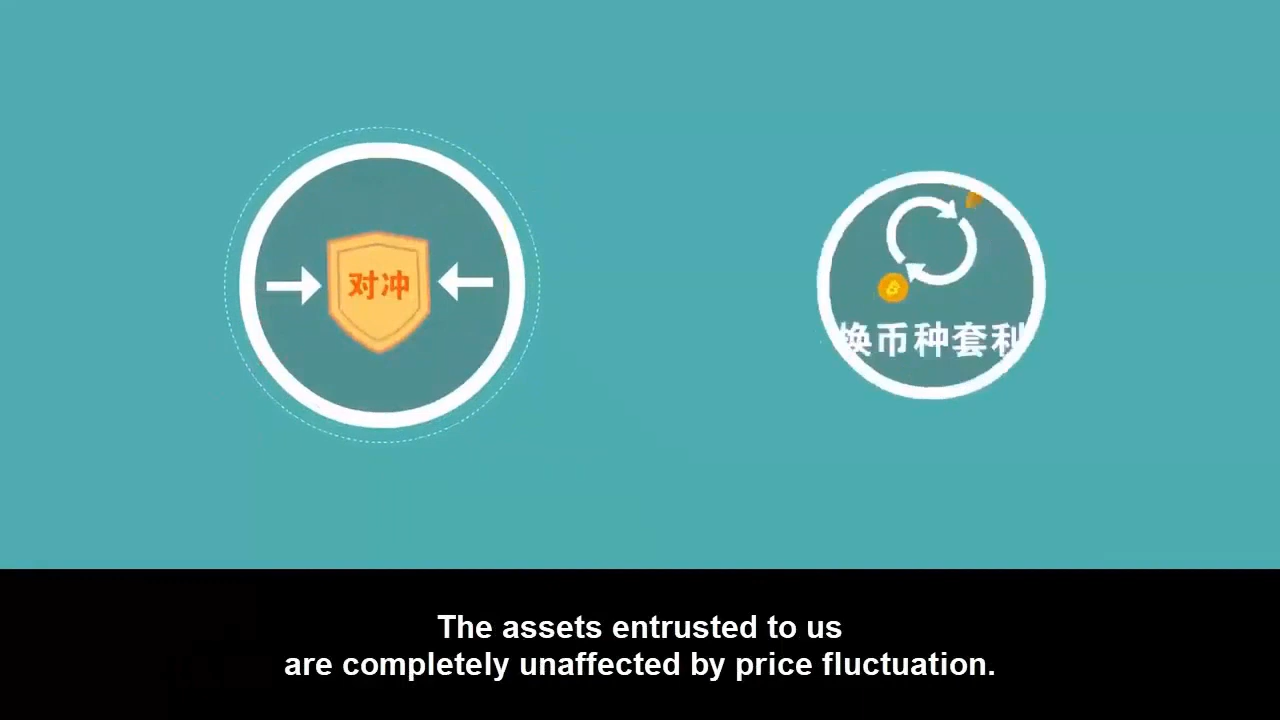 对冲
换币种套利
The assets entrusted to us
are completely unaffected by price fluctuation.